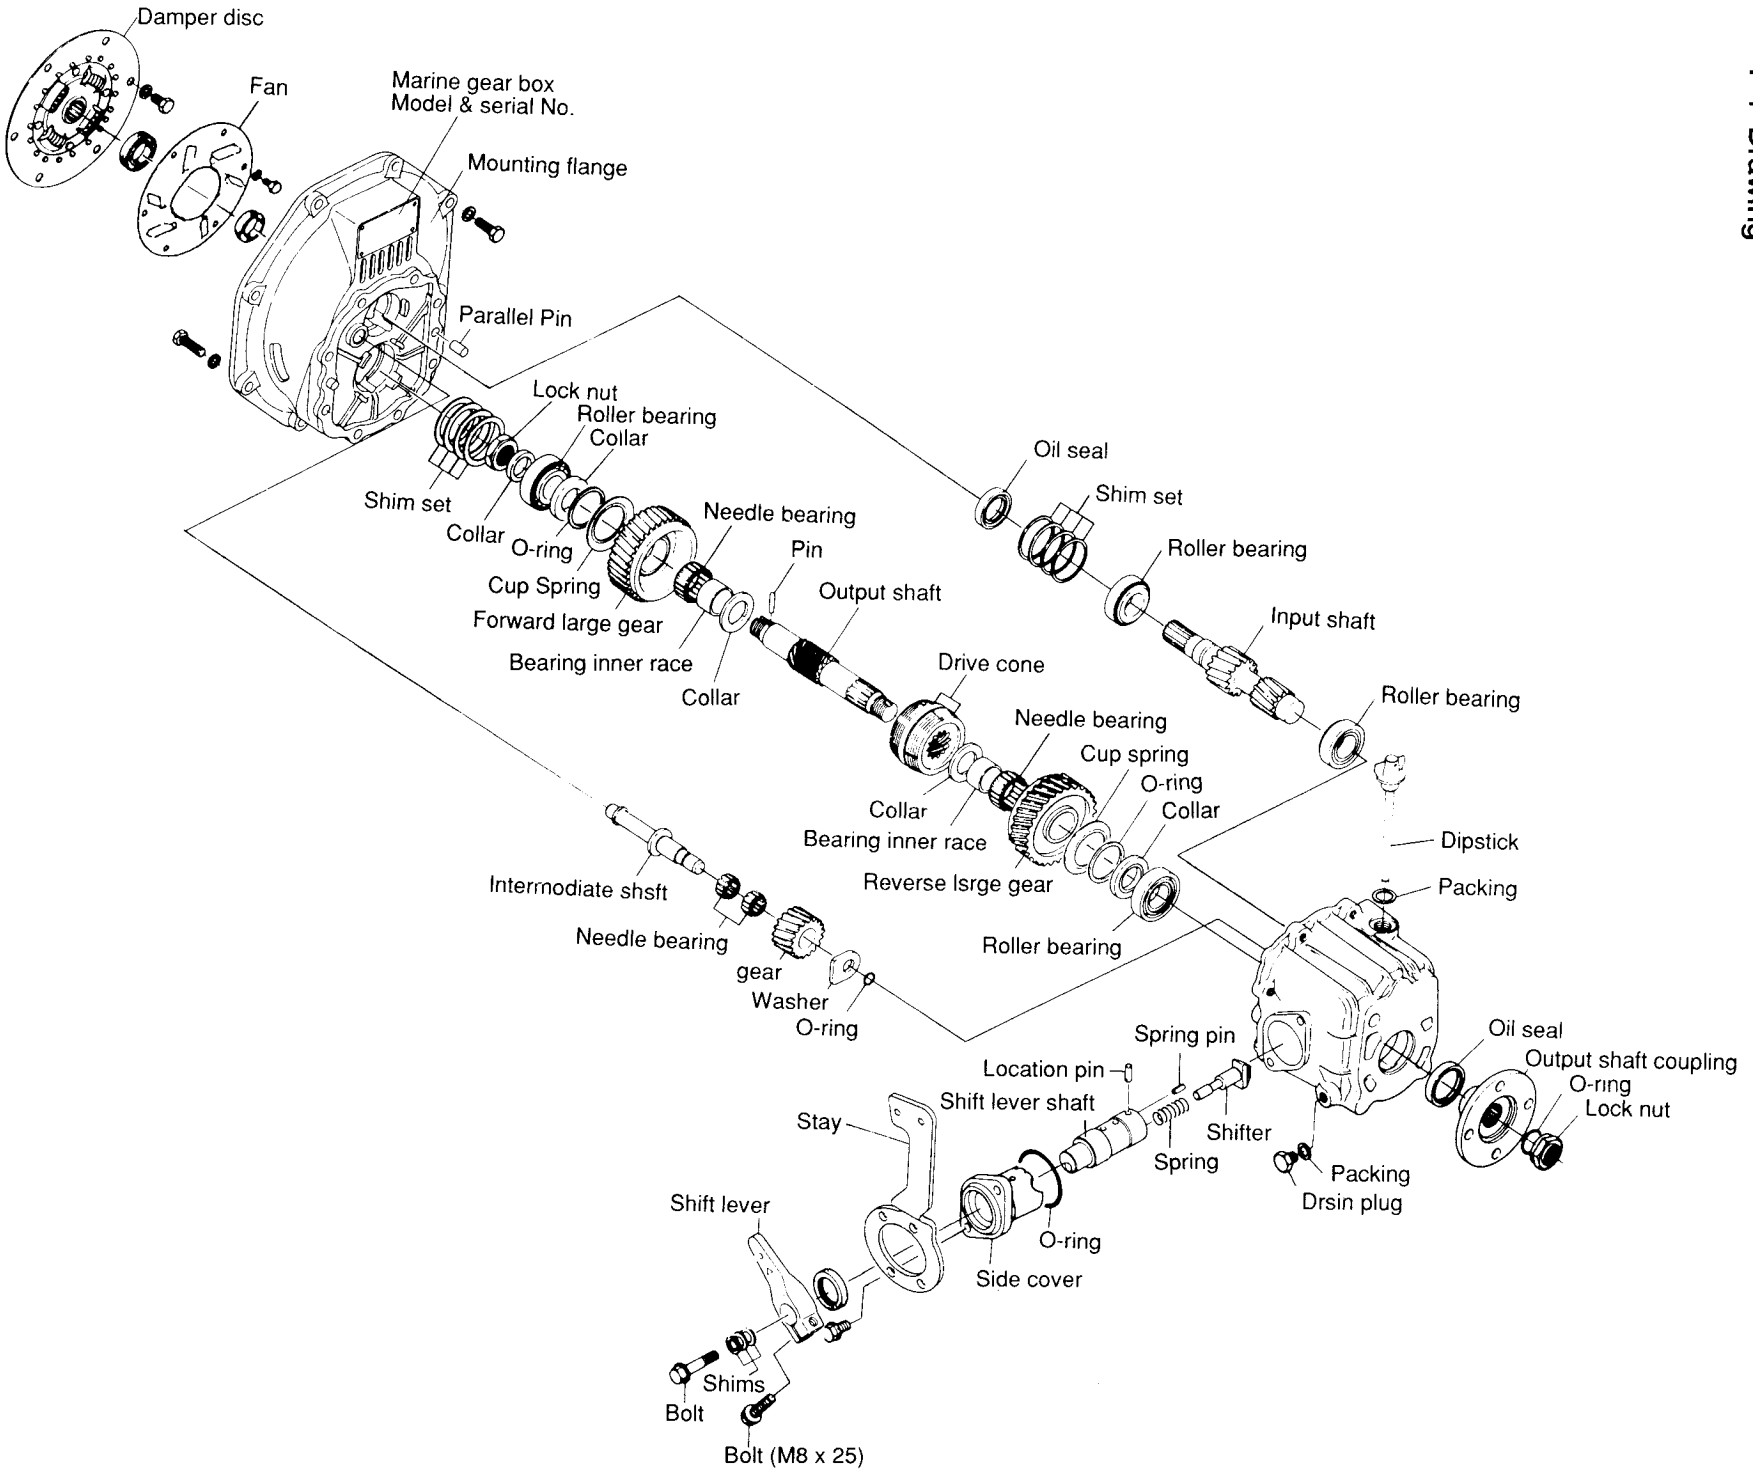 Damper disc
Fan
Marine gear box
Model & serial No.
Mounting flange
Parallel Pin
Lock nut
Roller bearing
Collar
Shim set
Collar
O-ring
Cup Spring
Forward large gear
Needle bearing
Pin
Output shaft
Bearing inner race
Collar
Oil seal
Shim set
Roller bearing
Input shaft
Roller bearing
Drive cone
Needle bearing
Cup spring
O-ring
Collar
Collar
Bearing inner race
Reverse lsrge gear
Roller bearing
Dipstick
Packing
Intermodiate shsft
Needle bearing
gear
Washer
O-ring
Spring pin
Location pin
Shift lever shaft
Stay
Shifter
Spring
Oil seal
Output shaft coupling
O-ring
Lock nut
Packing
Drsin plug
Shift lever
O-ring
Side cover
Shims
Bolt
Bolt (M8 x 25)